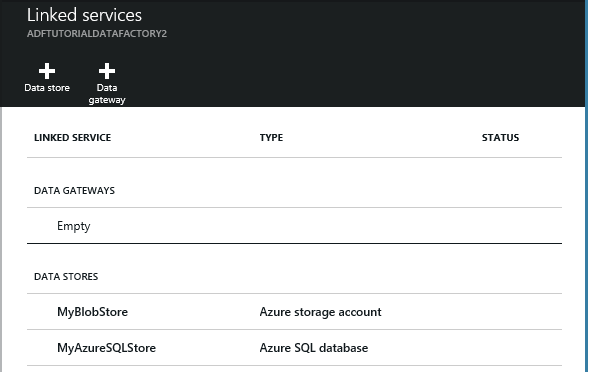 Linked services
ADFTUTORIALDATAFACTORY2
Data store
Data gateway
LINKED SERVICE TYPE STATUS
DATA GATEWAYS
Empty
DATA STORES
MyBlobStore Azure storage account
MyAzureSQLStore Azure SQL database